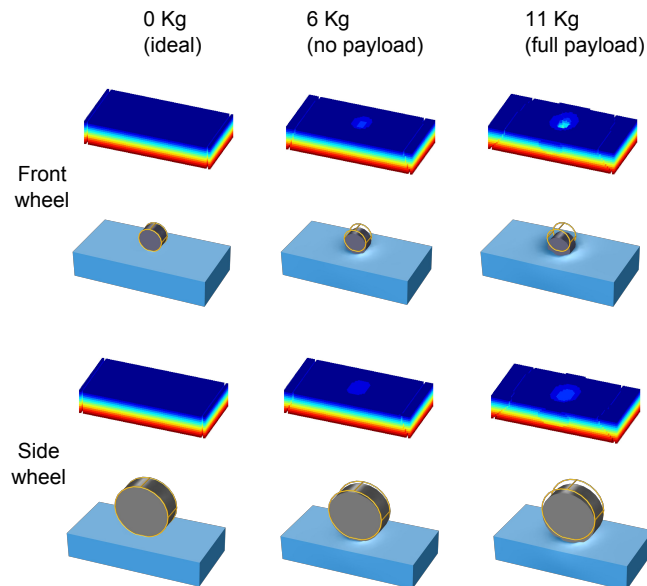 0 Kg
(ideal)
6 Kg
(no payload)
11 Kg
(full payload)
Front
wheel
Side
wheel